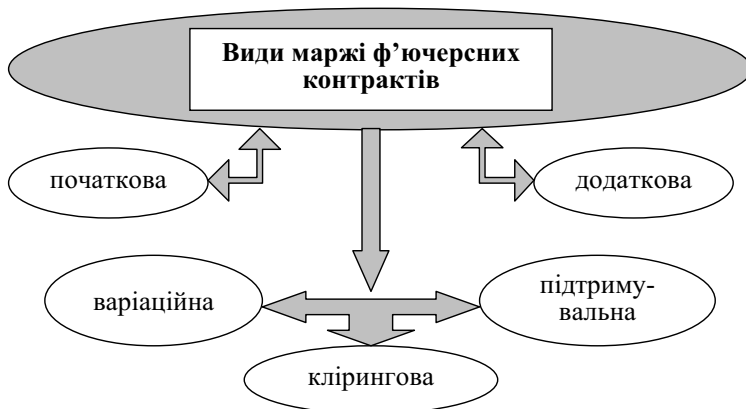 Види маржі ф’ючерсних
контрактів
початкова
додаткова
варіаційна
підтриму-
вальна
клірингова